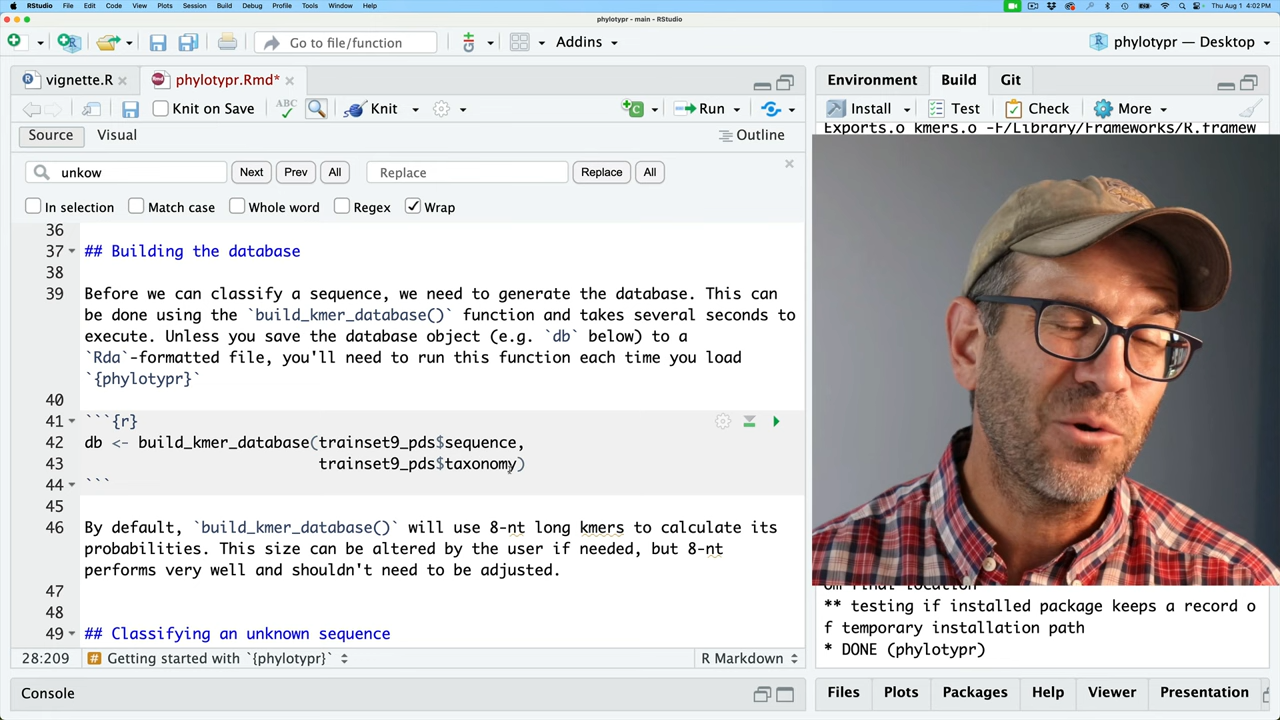 RStudio File Edit Code View Plots Session Build Debug Profile Tools Window Help Thu Aug 1 4:02 PM
phylotypr - main - RStudio
Go to file/function Addins phylotypr — Desktop
vignette.R phylotypr.Rmd* Environment Build Git
Knit on Save ABC Knit Run Install Test Check More
Source Visual Outline
Exports.o kmers.o -F/Library/Frameworks/R.framew
unkow Next Prev All Replace Replace All
In selection Match case Whole word Regex Wrap
36
37 ## Building the database
38
39 Before we can classify a sequence, we need to generate the database. This can
be done using the `build_kmer_database()` function and takes several seconds to
execute. Unless you save the database object (e.g. `db` below) to a
`Rda`-formatted file, you'll need to run this function each time you load
`{phylotypr}`
40
41 ```{r}
42 db <- build_kmer_database(trainset9_pds$sequence,
43 trainset9_pds$taxonomy)
44 ```
45
46 By default, `build_kmer_database()` will use 8-nt long kmers to calculate its
probabilities. This size can be altered by the user if needed, but 8-nt
performs very well and shouldn't need to be adjusted.
47
48
49 ## Classifying an unknown sequence
om final location
** testing if installed package keeps a record o
f temporary installation path
* DONE (phylotypr)
28:209 # Getting started with `{phylotypr}` R Markdown
Console Files Plots Packages Help Viewer Presentation